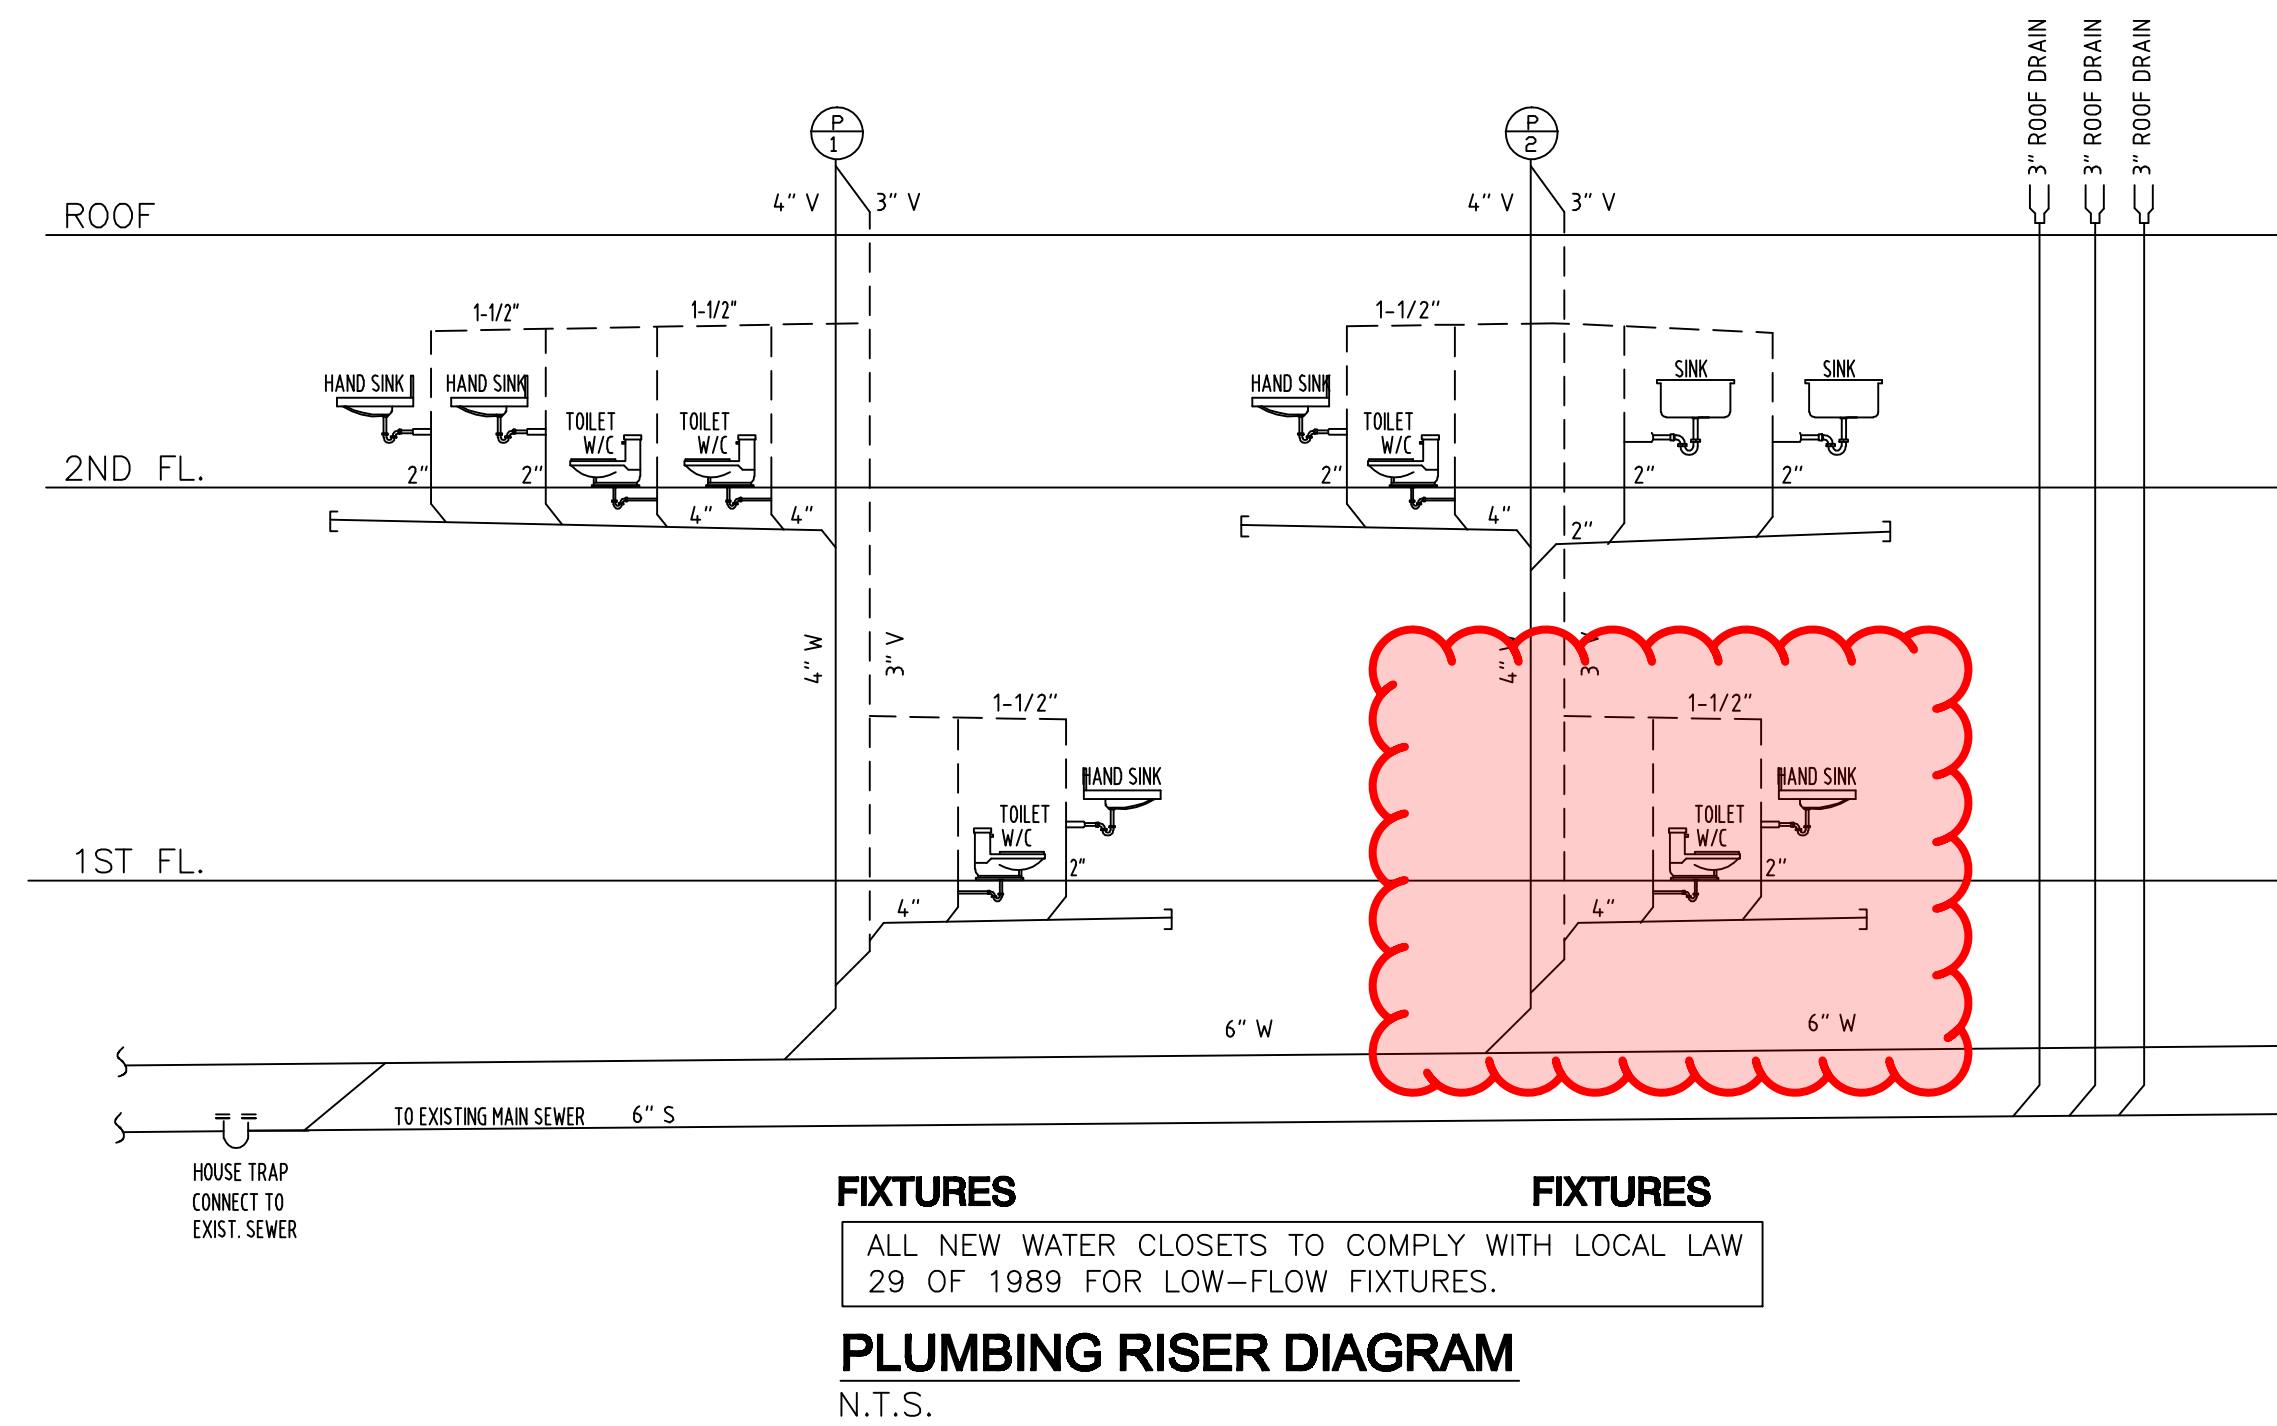 3" ROOF DRAIN
3" ROOF DRAIN
3" ROOF DRAIN
P
1
P
2
4" V
3" V
4" V
3" V
ROOF
1-1/2"
1-1/2"
1-1/2"
HAND SINK
HAND SINK
TOILET
W/C
TOILET
W/C
HAND SINK
TOILET
W/C
SINK
SINK
2ND FL.
2"
2"
2"
2"
2"
4"
4"
4"
2"
4" W
3" V
4" W
3" V
1-1/2"
1-1/2"
HAND SINK
TOILET
W/C
HAND SINK
TOILET
W/C
1ST FL.
2"
2"
4"
4"
6" W
6" W
TO EXISTING MAIN SEWER
6" S
HOUSE TRAP
CONNECT TO
EXIST. SEWER
FIXTURES
FIXTURES
ALL NEW WATER CLOSETS TO COMPLY WITH LOCAL LAW
29 OF 1989 FOR LOW-FLOW FIXTURES.
PLUMBING RISER DIAGRAM
N.T.S.